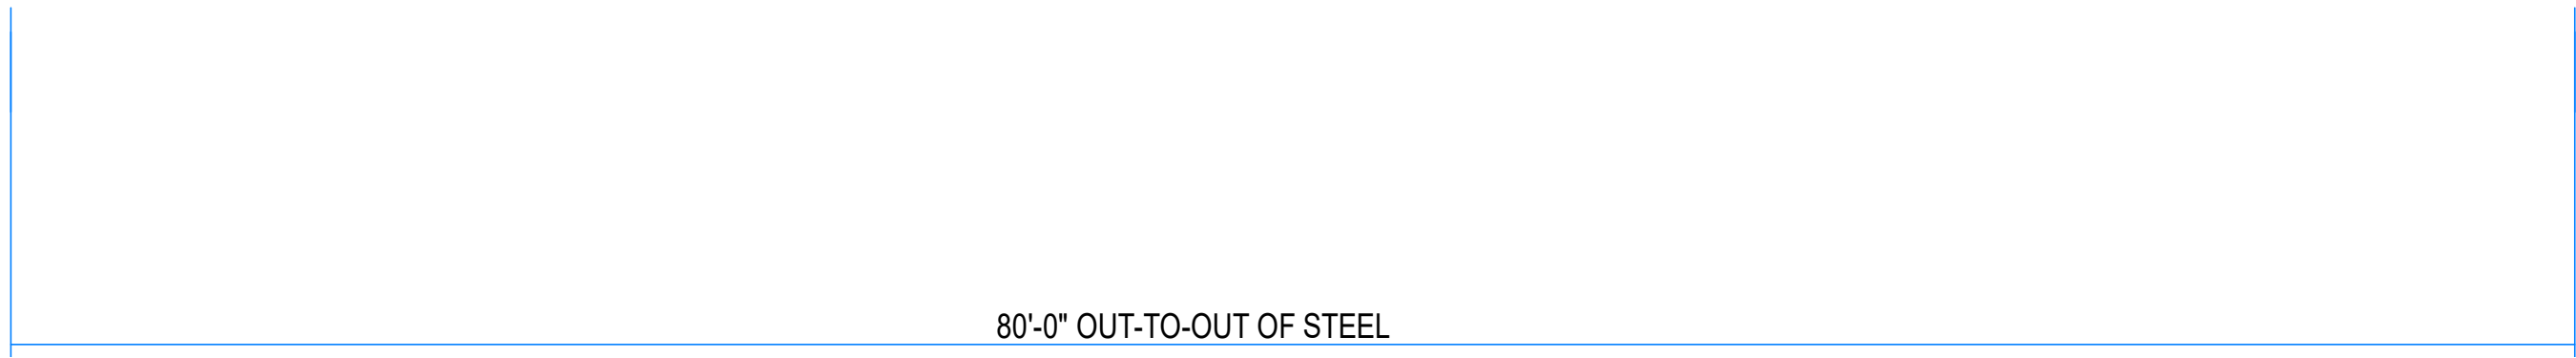 80'-0" OUT-TO-OUT OF STEEL